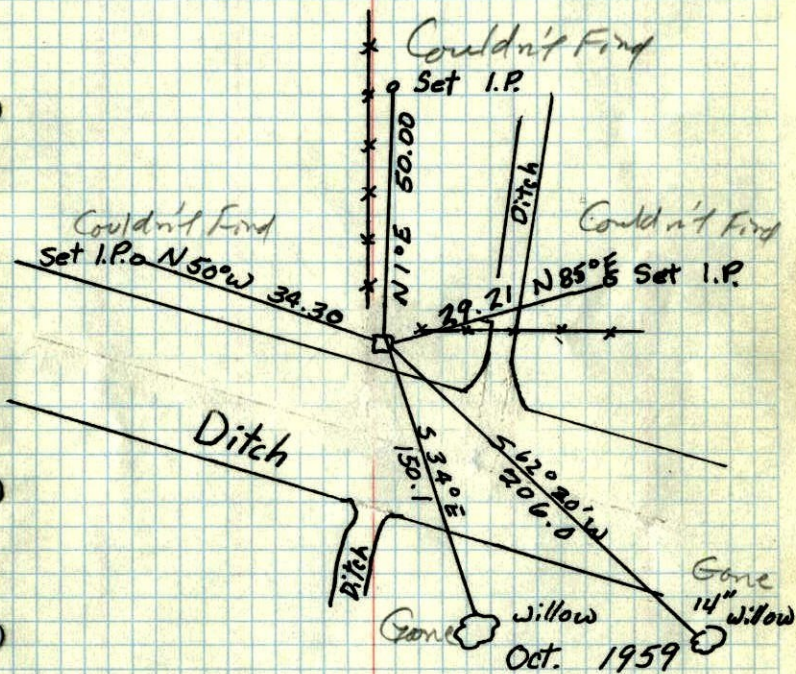 Couldn't Find
Set I.P.
N 1° E 50.00
Ditch
Couldn't Find
Set I.P. N 50° W 34.30
Couldn't Find
29.21 N 85° E Set I.P.
Ditch
S 34° E
150.1
S 62° 20' W
206.0
Ditch
Gone
willow
Gone
14" willow
Oct. 1959